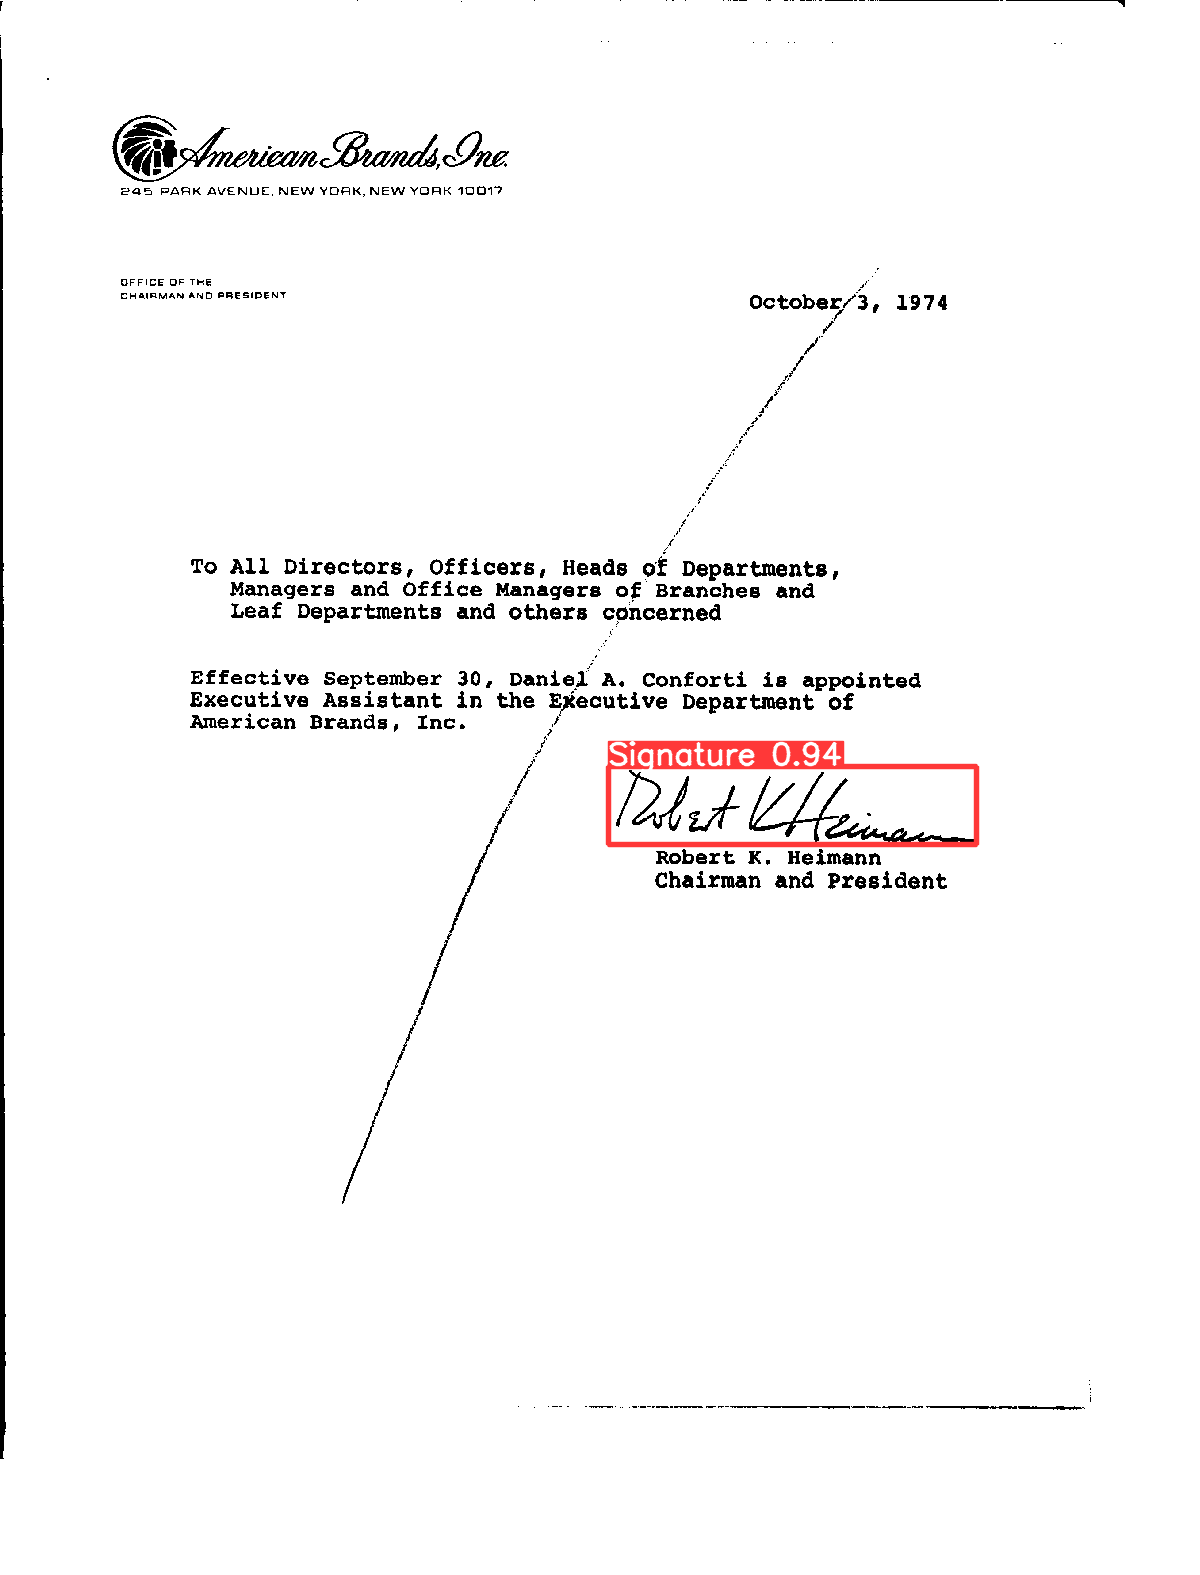 American Brands, Inc.
245 PARK AVENUE, NEW YORK, NEW YORK 10017
OFFICE OF THE
CHAIRMAN AND PRESIDENT
October 3, 1974
To All Directors, Officers, Heads of Departments,
Managers and Office Managers of Branches and
Leaf Departments and others concerned
Effective September 30, Daniel A. Conforti is appointed
Executive Assistant in the Executive Department of
American Brands, Inc.
Signature 0.94
Robert K Heimann
Robert K. Heimann
Chairman and President